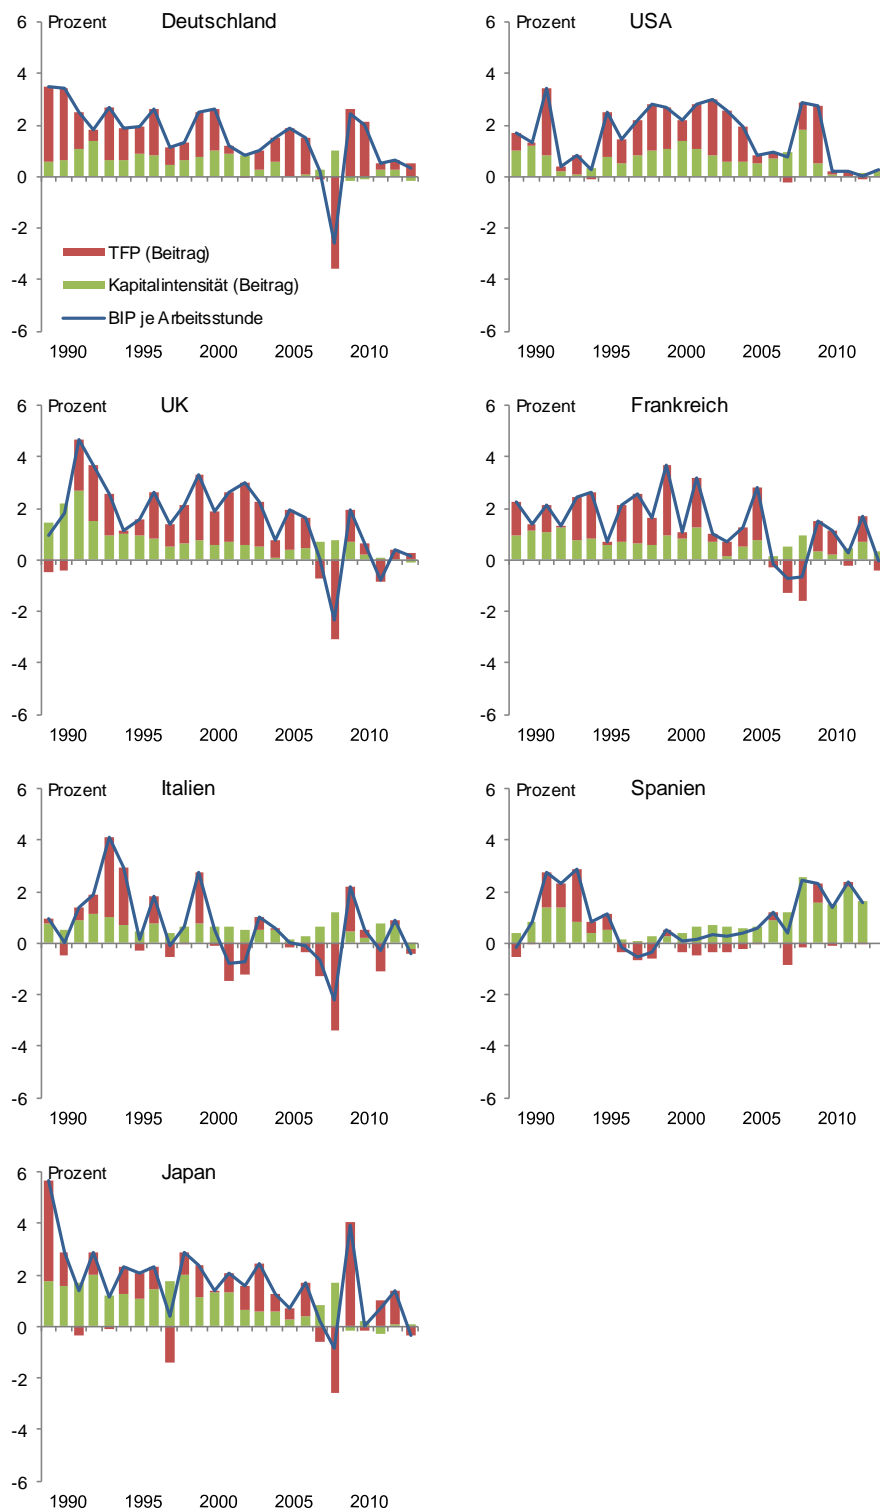 Prozent Deutschland
6
4
2
0
-2
-4
-6
TFP (Beitrag)
Kapitalintensität (Beitrag)
BIP je Arbeitsstunde
1990 1995 2000 2005 2010
Prozent USA
6
4
2
0
-2
-4
-6
1990 1995 2000 2005 2010
Prozent UK
6
4
2
0
-2
-4
-6
1990 1995 2000 2005 2010
Prozent Frankreich
6
4
2
0
-2
-4
-6
1990 1995 2000 2005 2010
Prozent Italien
6
4
2
0
-2
-4
-6
1990 1995 2000 2005 2010
Prozent Spanien
6
4
2
0
-2
-4
-6
1990 1995 2000 2005 2010
Prozent Japan
6
4
2
0
-2
-4
-6
1990 1995 2000 2005 2010